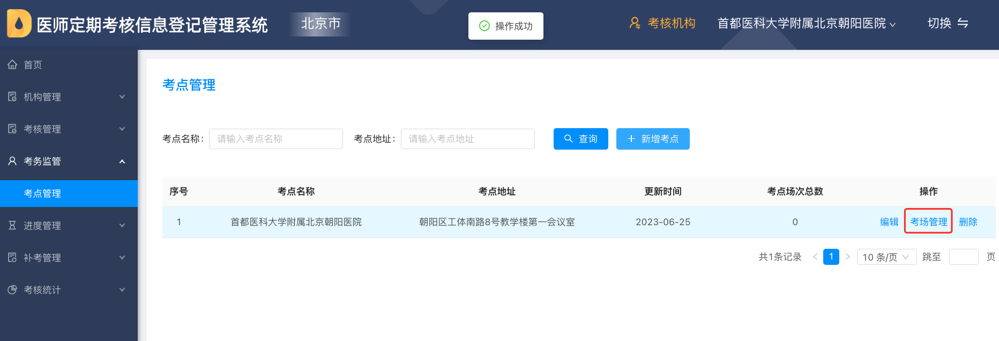 医师定期考核信息登记管理系统 北京市 操作成功 考核机构 首都医科大学附属北京朝阳医院 切换
首页
机构管理
考核管理
考务监管
考点管理
进度管理
补考管理
考核统计
考点管理
考点名称: 请输入考点名称 考点地址: 请输入考点地址 查询 新增考点
序号 考点名称 考点地址 更新时间 考点场次总数 操作
1 首都医科大学附属北京朝阳医院 朝阳区工体南路8号教学楼第一会议室 2023-06-25 0 编辑 考场管理 删除
共1条记录 < 1 > 10 条/页 跳至 页